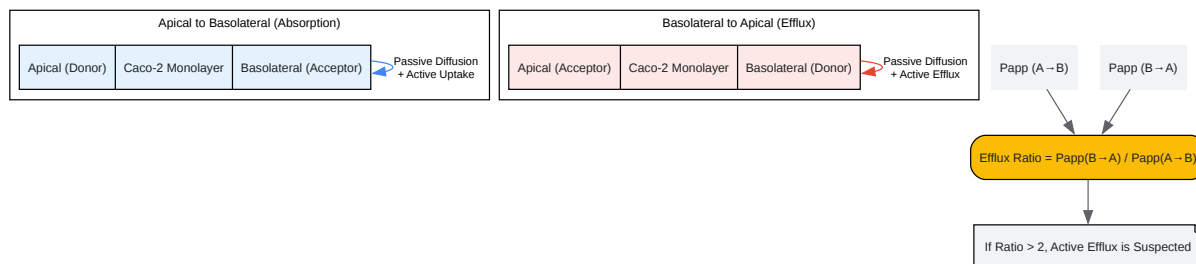 Apical to Basolateral (Absorption)
Apical (Donor)
Caco-2 Monolayer
Basolateral (Acceptor)
Passive Diffusion
+ Active Uptake
Basolateral to Apical (Efflux)
Apical (Acceptor)
Caco-2 Monolayer
Basolateral (Donor)
Passive Diffusion
+ Active Efflux
Papp (A→B)
Papp (B→A)
Efflux Ratio = Papp(B→A) / Papp(A→B)
If Ratio > 2, Active Efflux is Suspected